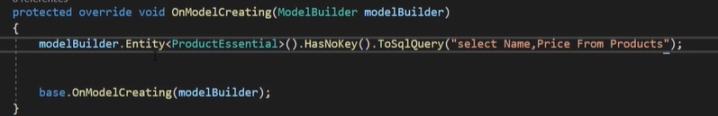 protected override void OnModelCreating(ModelBuilder modelBuilder)
{
modelBuilder.Entity<ProductEssential>().HasNoKey().ToSqlQuery("select Name,Price From Products");
base.OnModelCreating(modelBuilder);
}